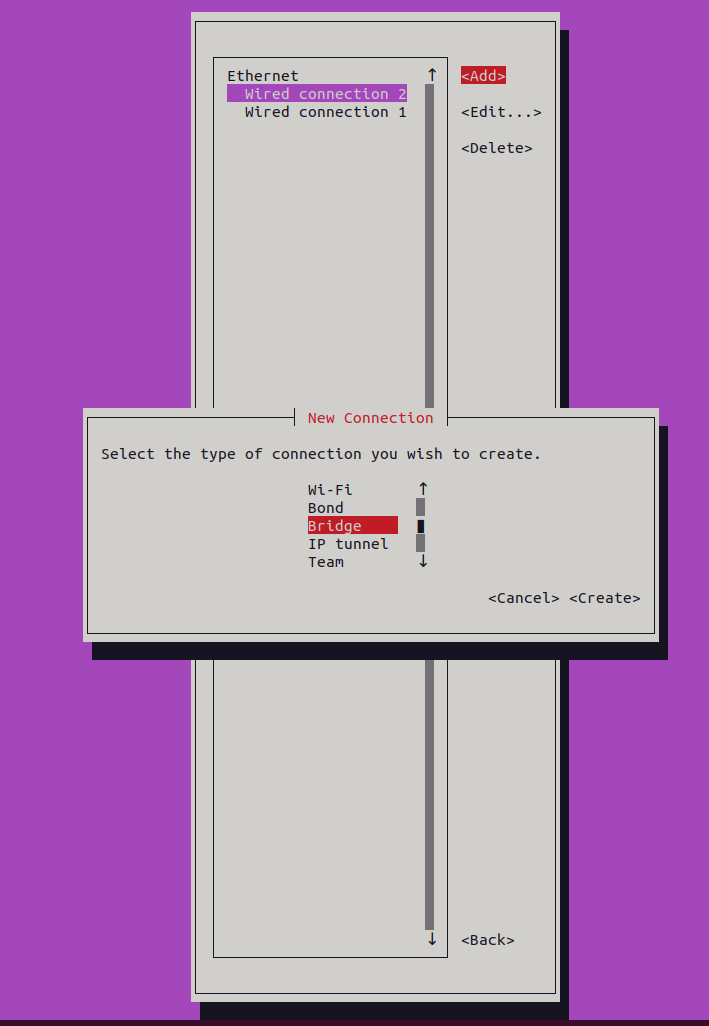 Ethernet ↑ <Add>
Wired connection 2
Wired connection 1 <Edit...>
<Delete>
New Connection
Select the type of connection you wish to create.
Wi-Fi ↑
Bond
Bridge
IP tunnel
Team ↓
<Cancel> <Create>
↓ <Back>